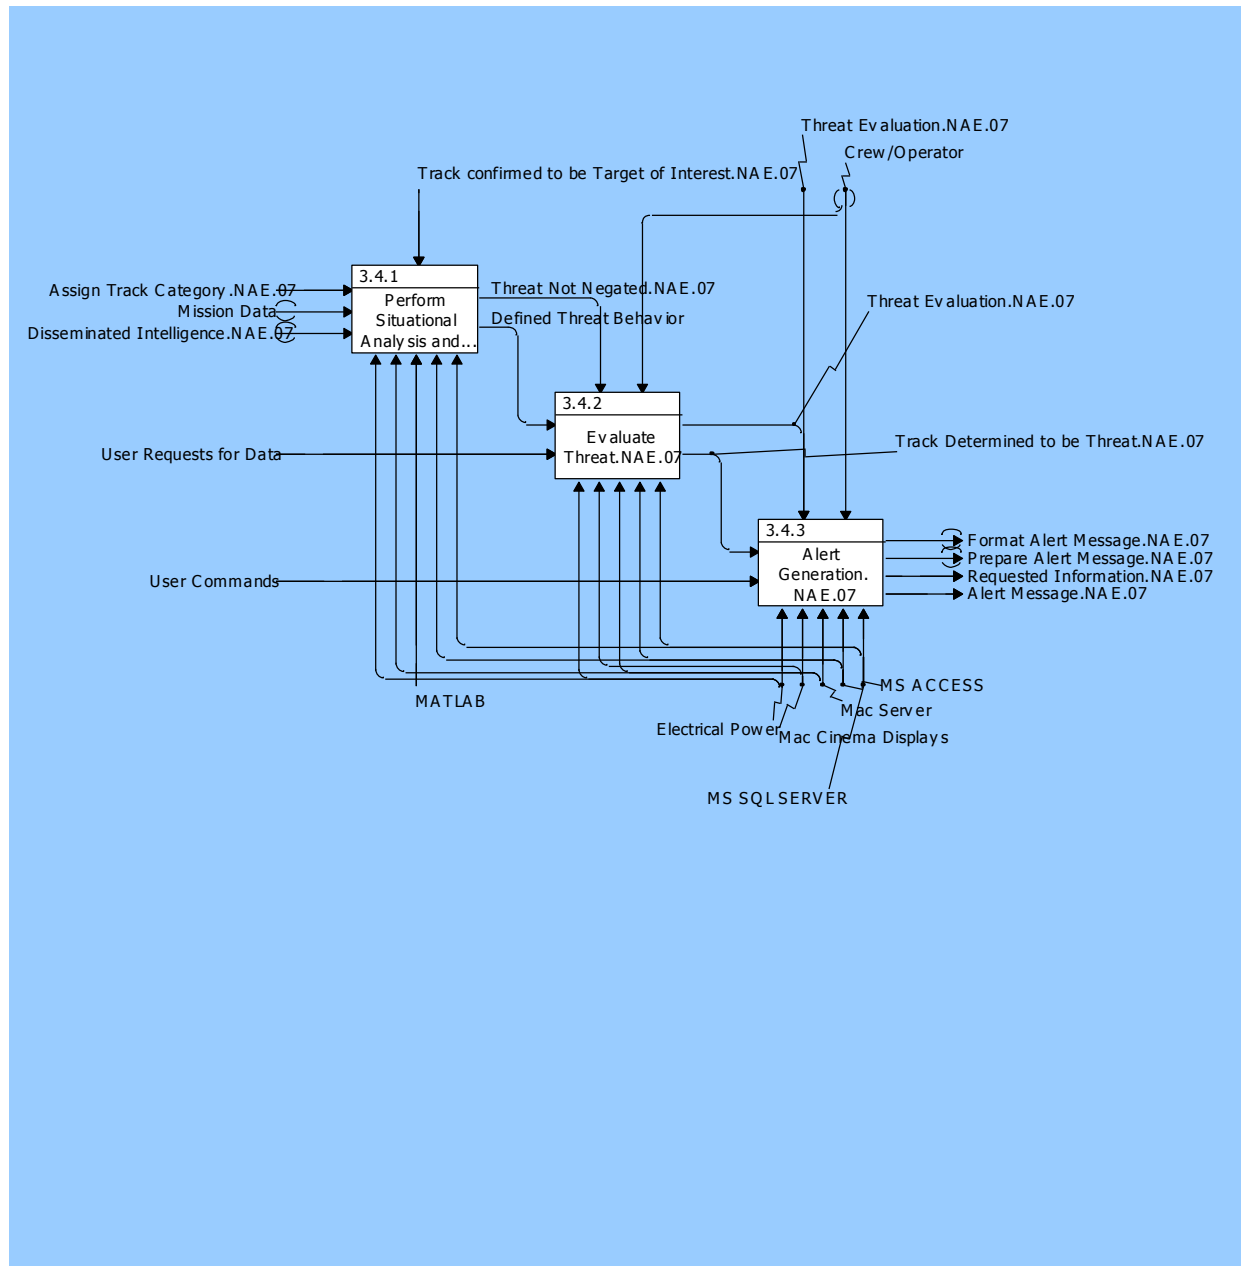 Threat Evaluation.NAE.07
Crew/Operator
Track confirmed to be Target of Interest.NAE.07
3.4.1
Perform
Situational
Analysis and...
Assign Track Category.NAE.07
Mission Data
Disseminated Intelligence.NAE.07
Threat Not Negated.NAE.07
Defined Threat Behavior
Threat Evaluation.NAE.07
3.4.2
Evaluate
Threat.NAE.07
User Requests for Data
Track Determined to be Threat.NAE.07
3.4.3
Alert
Generation.
NAE.07
User Commands
Format Alert Message.NAE.07
Prepare Alert Message.NAE.07
Requested Information.NAE.07
Alert Message.NAE.07
MATLAB
MS ACCESS
Mac Server
Electrical Power
Mac Cinema Displays
MS SQL SERVER